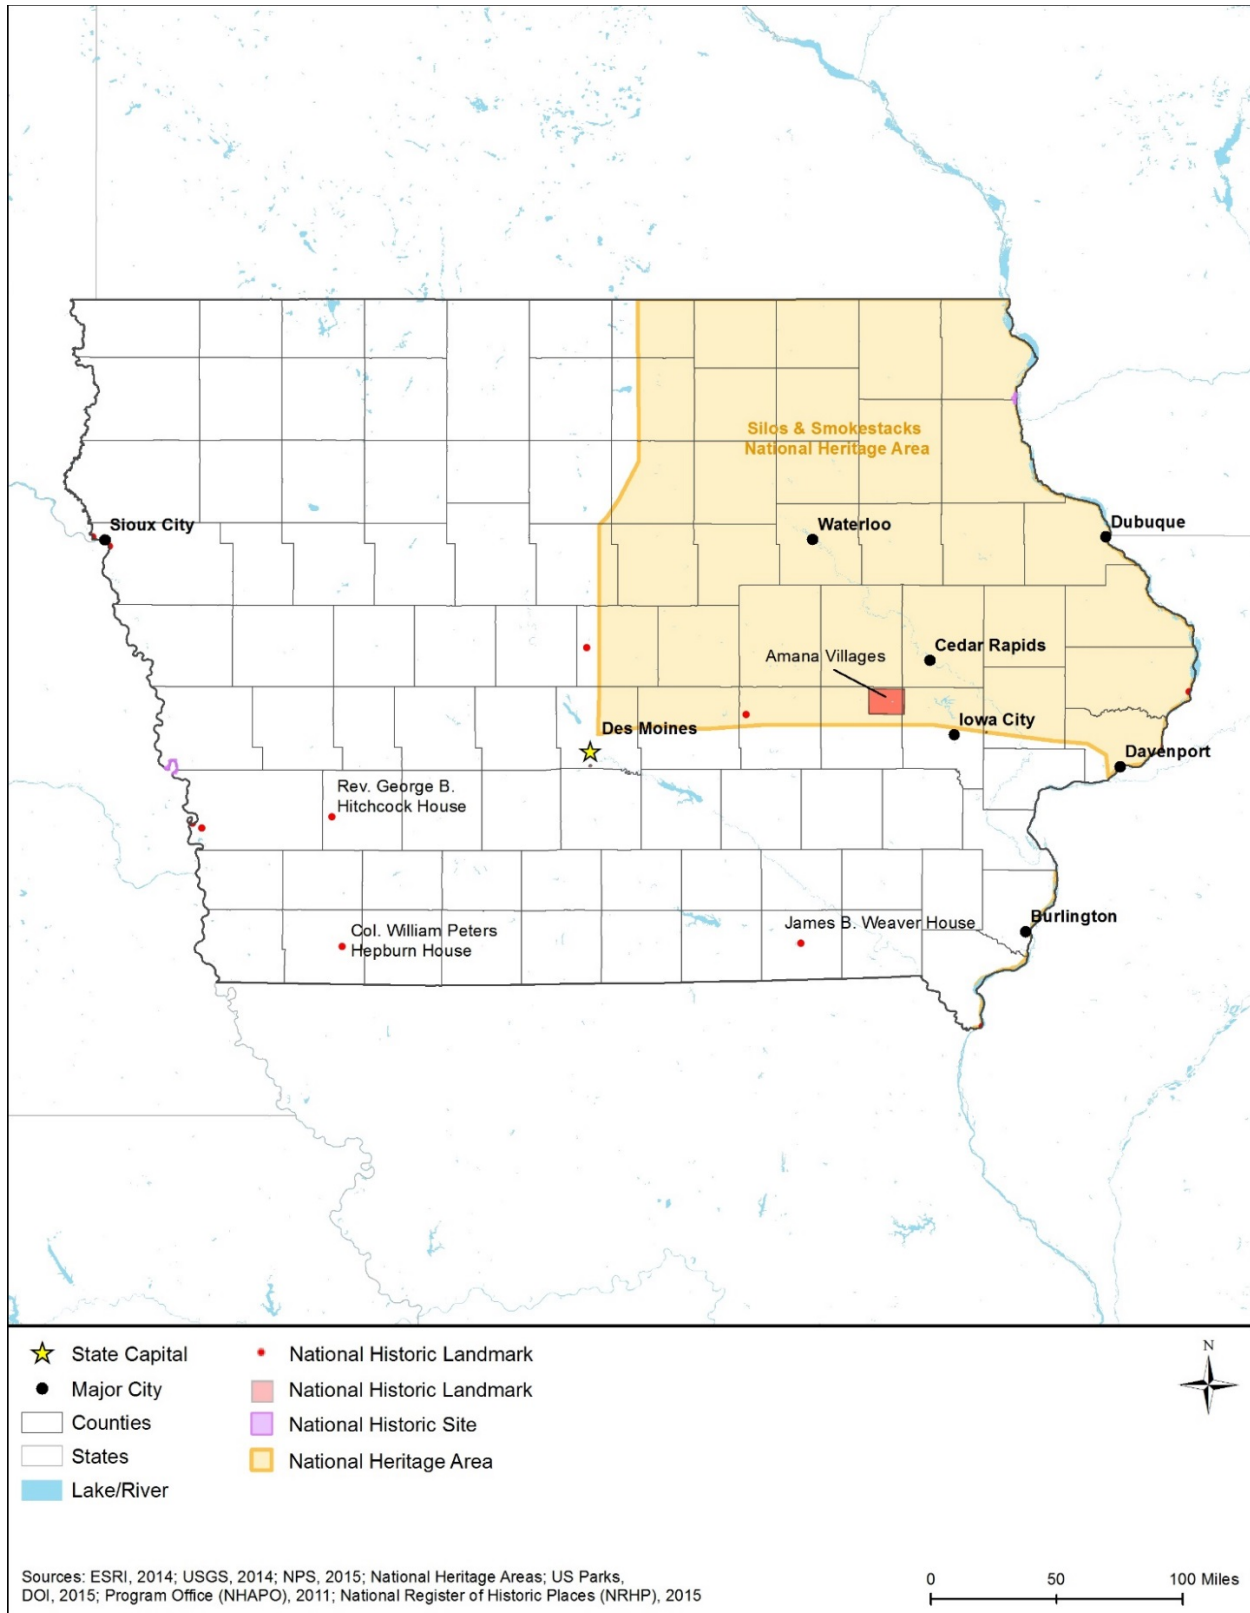 Silos & Smokestacks
National Heritage Area
Sioux City
Waterloo
Dubuque
Cedar Rapids
Amana Villages
Iowa City
Des Moines
Davenport
Rev. George B.
Hitchcock House
Col. William Peters
Hepburn House
James B. Weaver House
Burlington
State Capital
Major City
Counties
States
Lake/River
National Historic Landmark
National Historic Landmark
National Historic Site
National Heritage Area
N
Sources: ESRI, 2014; USGS, 2014; NPS, 2015; National Heritage Areas; US Parks,
DOI, 2015; Program Office (NHAPO), 2011; National Register of Historic Places (NRHP), 2015
0 50 100 Miles